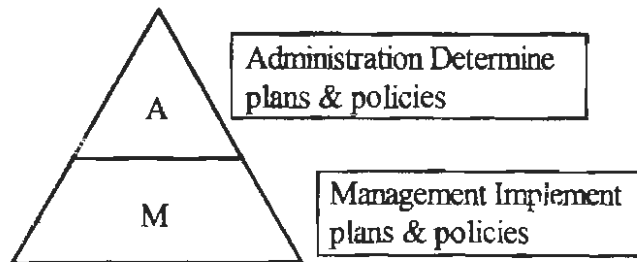 A
Administration Determine
plans & policies
M
Management Implement
plans & policies